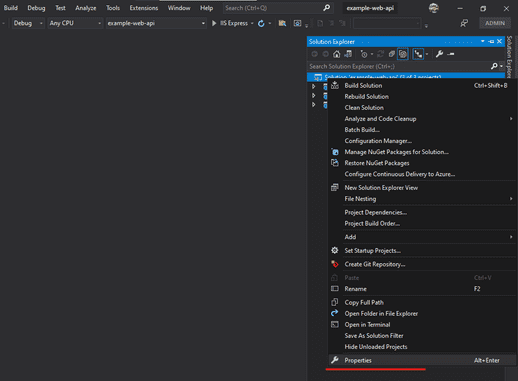 Build Debug Test Analyze Tools Extensions Window Help Search (Ctrl+Q) example-web-api
Debug Any CPU example-web-api IIS Express ADMIN
Solution Explorer
Search Solution Explorer (Ctrl+;)
Solution 'example-web-api' (3 of 3 projects)
Build Solution Ctrl+Shift+B
Rebuild Solution
Clean Solution
Analyze and Code Cleanup
Batch Build...
Configuration Manager...
Manage NuGet Packages for Solution...
Restore NuGet Packages
Configure Continuous Delivery to Azure...
New Solution Explorer View
File Nesting
Project Dependencies...
Project Build Order...
Add
Set Startup Projects...
Create Git Repository...
Paste Ctrl+V
Rename F2
Copy Full Path
Open Folder in File Explorer
Open in Terminal
Save As Solution Filter
Hide Unloaded Projects
Properties Alt+Enter
Solution Explorer